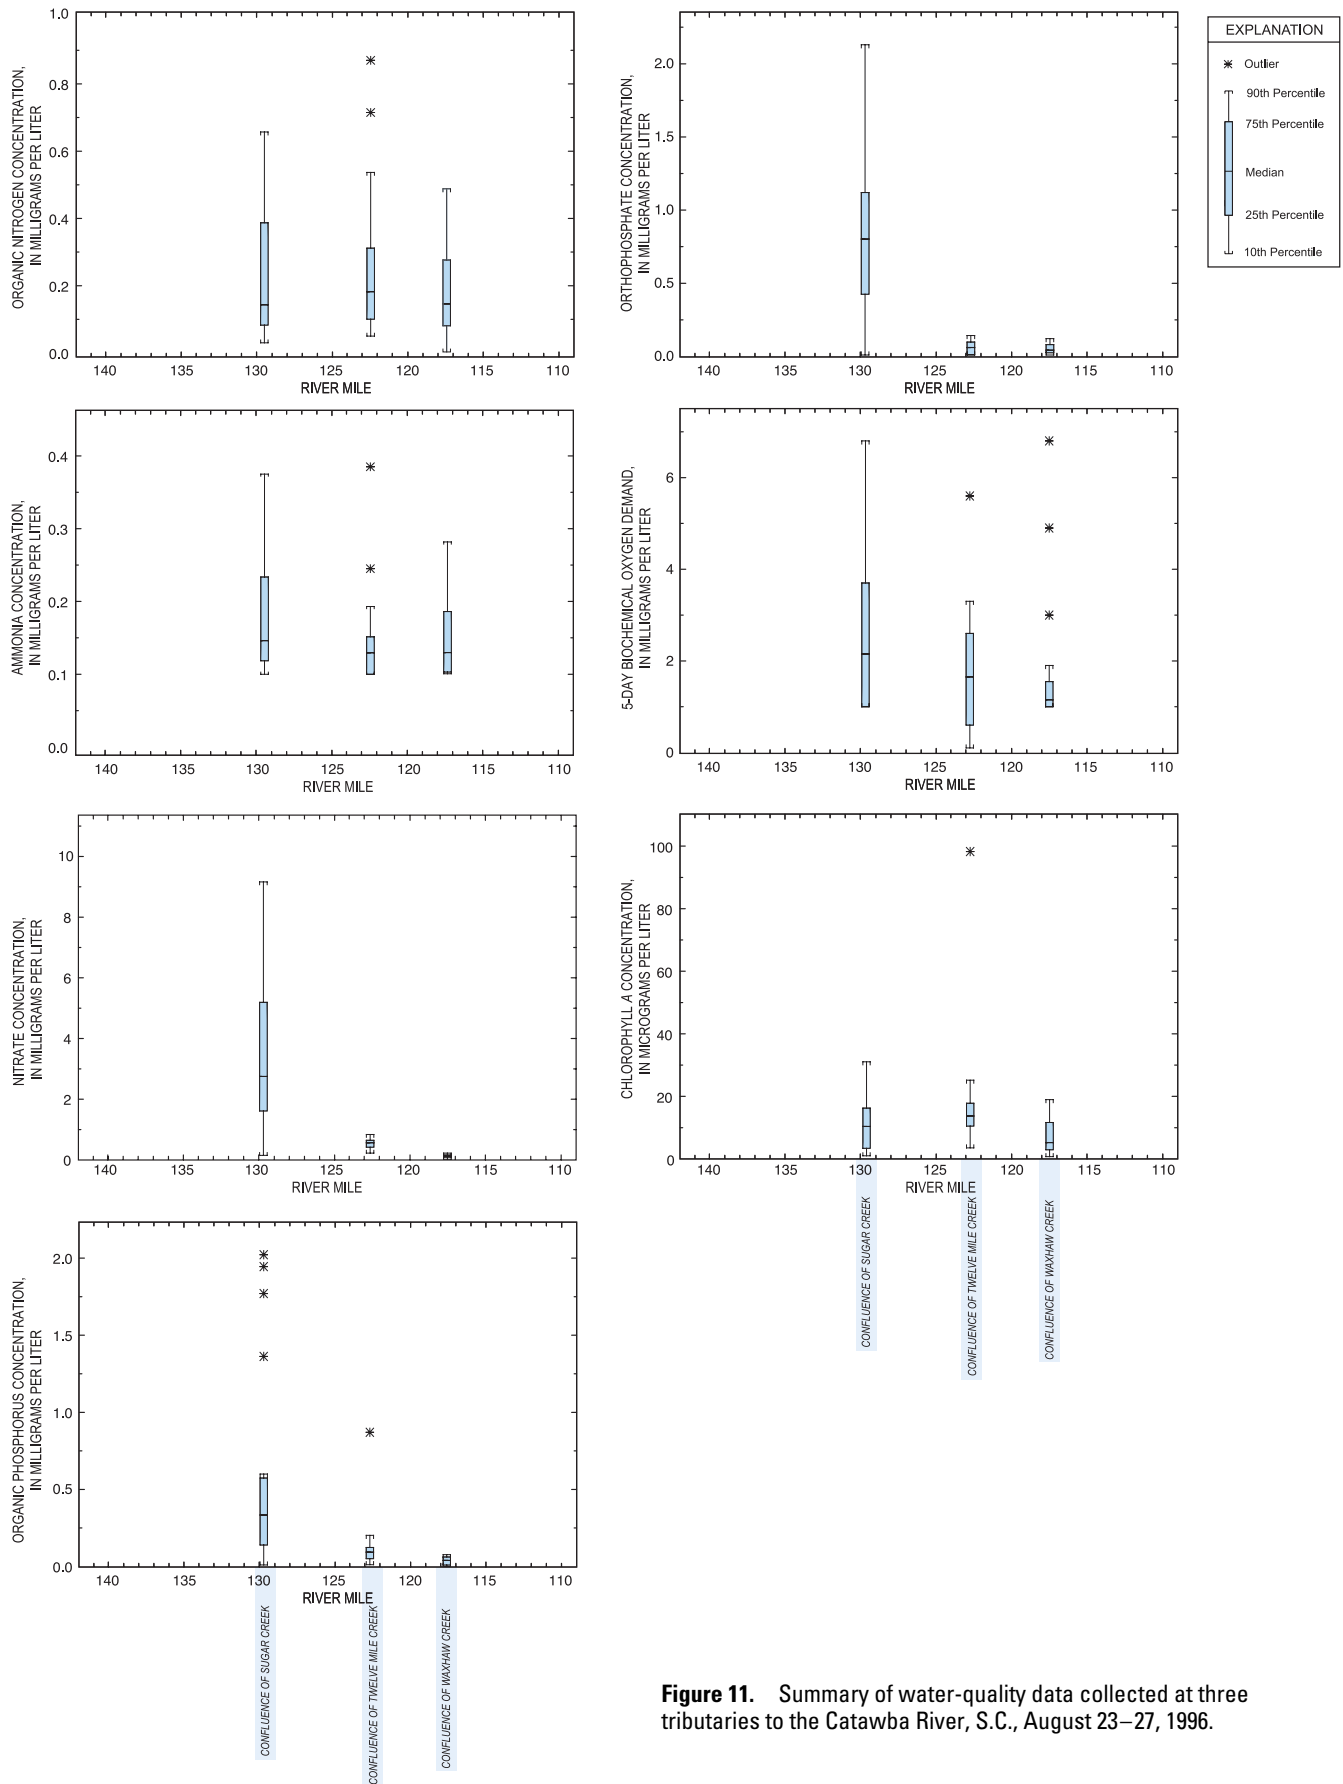 ORGANIC NITROGEN CONCENTRATION,
IN MILLIGRAMS PER LITER
1.0
0.8
0.6
0.4
0.2
0.0
140 135 130 125 120 115 110
RIVER MILE
ORTHOPHOSPHATE CONCENTRATION,
IN MILLIGRAMS PER LITER
2.0
1.5
1.0
0.5
0.0
140 135 130 125 120 115 110
RIVER MILE
EXPLANATION
Outlier
90th Percentile
75th Percentile
Median
25th Percentile
10th Percentile
AMMONIA CONCENTRATION,
IN MILLIGRAMS PER LITER
0.4
0.3
0.2
0.1
0.0
140 135 130 125 120 115 110
RIVER MILE
5-DAY BIOCHEMICAL OXYGEN DEMAND,
IN MILLIGRAMS PER LITER
6
4
2
0
140 135 130 125 120 115 110
RIVER MILE
NITRATE CONCENTRATION,
IN MILLIGRAMS PER LITER
10
8
6
4
2
0
140 135 130 125 120 115 110
RIVER MILE
CHLOROPHYLL A CONCENTRATION,
IN MICROGRAMS PER LITER
100
80
60
40
20
0
140 135 130 125 120 115 110
RIVER MILE
CONFLUENCE OF SUGAR CREEK
CONFLUENCE OF TWELVE MILE CREEK
CONFLUENCE OF WAXHAW CREEK
ORGANIC PHOSPHORUS CONCENTRATION,
IN MILLIGRAMS PER LITER
2.0
1.5
1.0
0.5
0.0
140 135 130 125 120 115 110
RIVER MILE
CONFLUENCE OF SUGAR CREEK
CONFLUENCE OF TWELVE MILE CREEK
CONFLUENCE OF WAXHAW CREEK
Figure 11. Summary of water-quality data collected at three
tributaries to the Catawba River, S.C., August 23–27, 1996.